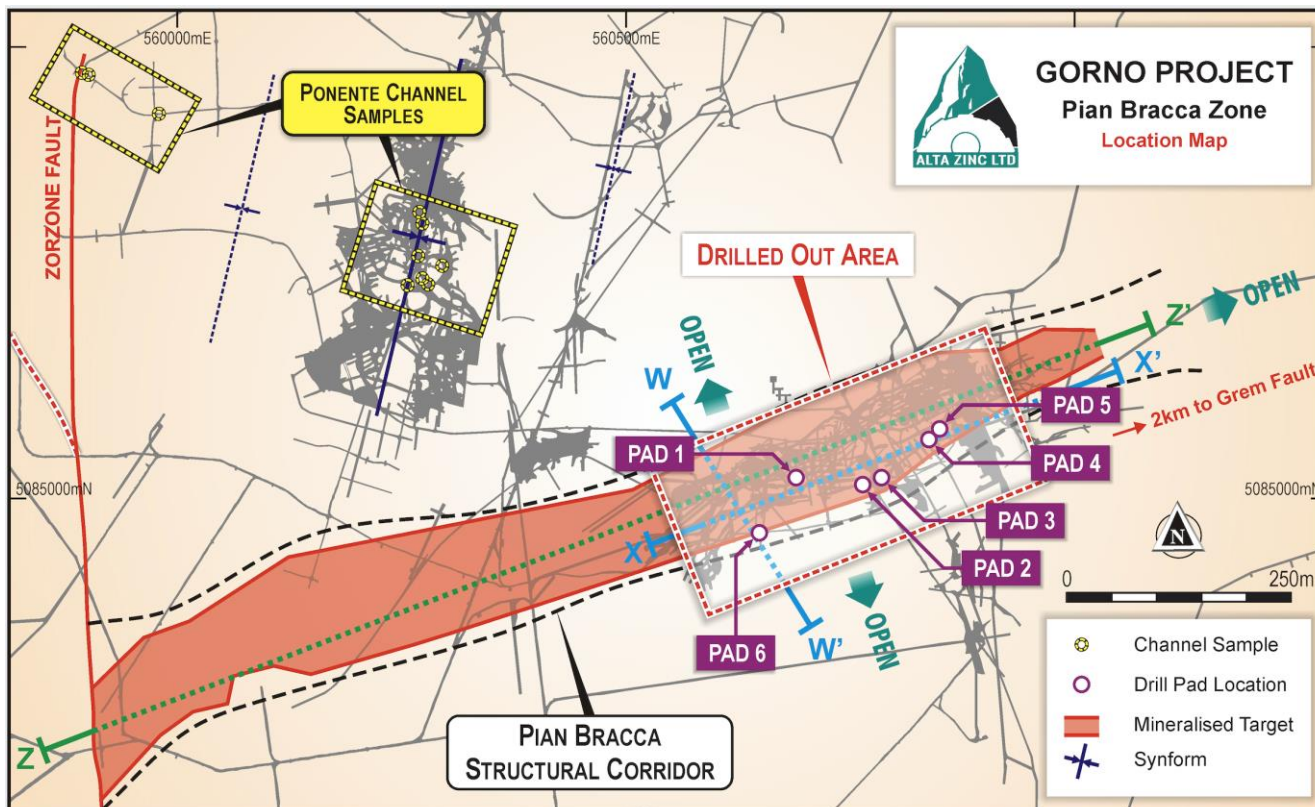 560000mE
560500mE
GORNO PROJECT
Pian Bracca Zone
Location Map
ALTA ZINC LTD
PONENTE CHANNEL
SAMPLES
ZORZONE FAULT
DRILLED OUT AREA
OPEN
Z'
OPEN
X'
W
2km to Grem Fault
PAD 5
PAD 1
PAD 4
5085000mN
5085000mN
PAD 3
X
PAD 2
N
0
250m
PAD 6
W'
OPEN
Z
PIAN BRACCA
STRUCTURAL CORRIDOR
Channel Sample
Drill Pad Location
Mineralised Target
Synform